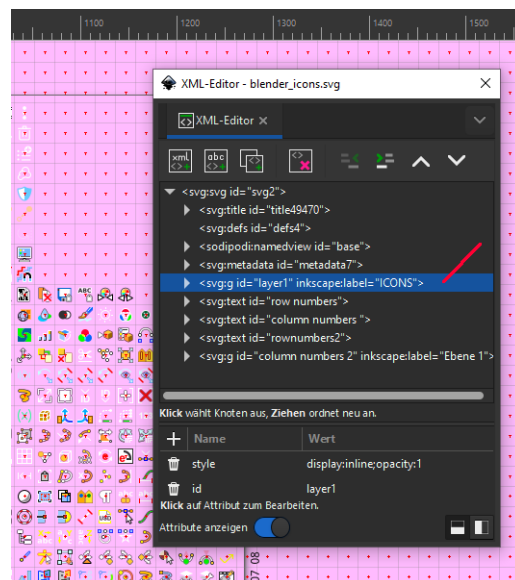 1100
1200
1300
1400
1500
XML-Editor - blender_icons.svg
XML-Editor
xml
abc
<svg:svg id="svg2">
<svg:title id="title49470">
<svg:defs id="defs4">
<sodipodi:namedview id="base">
<svg:metadata id="metadata7">
<svg:g id="layer1" inkscape:label="ICONS">
<svg:text id="row numbers">
<svg:text id="column numbers ">
<svg:text id="rownumbers2">
<svg:g id="column numbers 2" inkscape:label="Ebene 1">
Klick wählt Knoten aus, Ziehen ordnet neu an.
Name Wert
style display:inline;opacity:1
id layer1
Klick auf Attribut zum Bearbeiten.
Attribute anzeigen
08
07